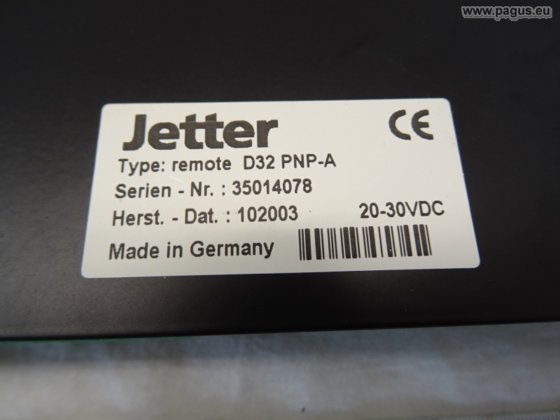 www.pagus.eu
Jetter CE
Type: remote D32 PNP-A
Serien - Nr. : 35014078
Herst. - Dat. : 102003 20-30VDC
Made in Germany